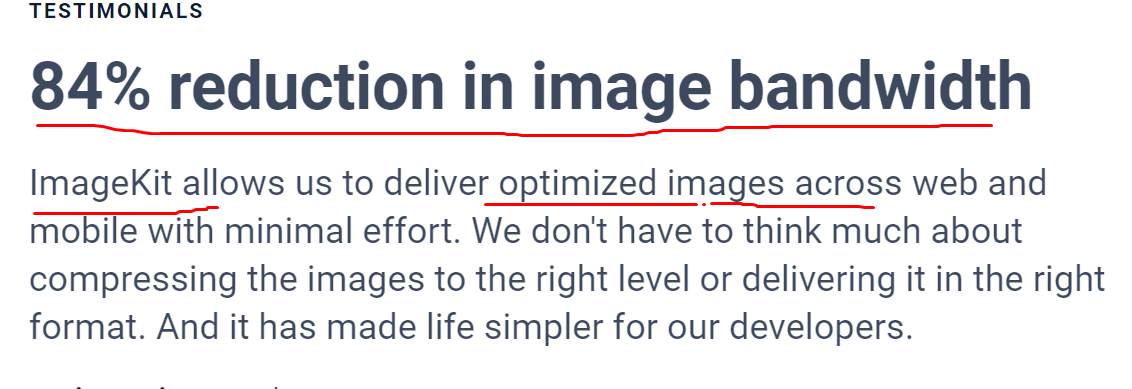 TESTIMONIALS
84% reduction in image bandwidth
ImageKit allows us to deliver optimized images across web and
mobile with minimal effort. We don't have to think much about
compressing the images to the right level or delivering it in the right
format. And it has made life simpler for our developers.